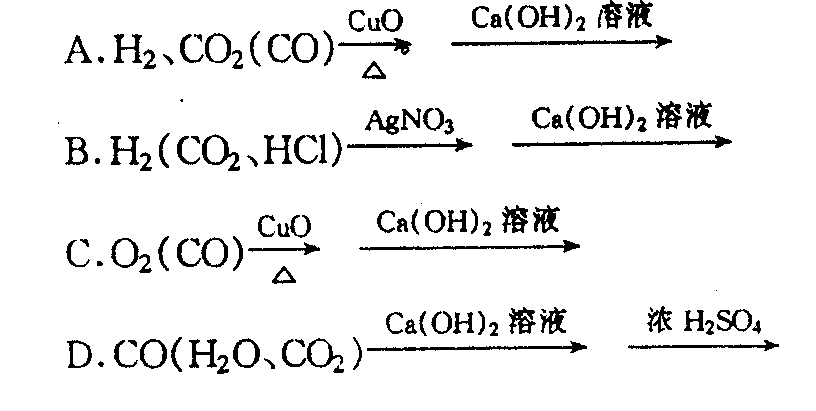 A.H₂、CO₂(CO) CuO △ Ca(OH)₂ 溶液
B.H₂(CO₂、HCl) AgNO₃ Ca(OH)₂ 溶液
C.O₂(CO) CuO △ Ca(OH)₂ 溶液
D.CO(H₂O、CO₂) Ca(OH)₂ 溶液 浓 H₂SO₄